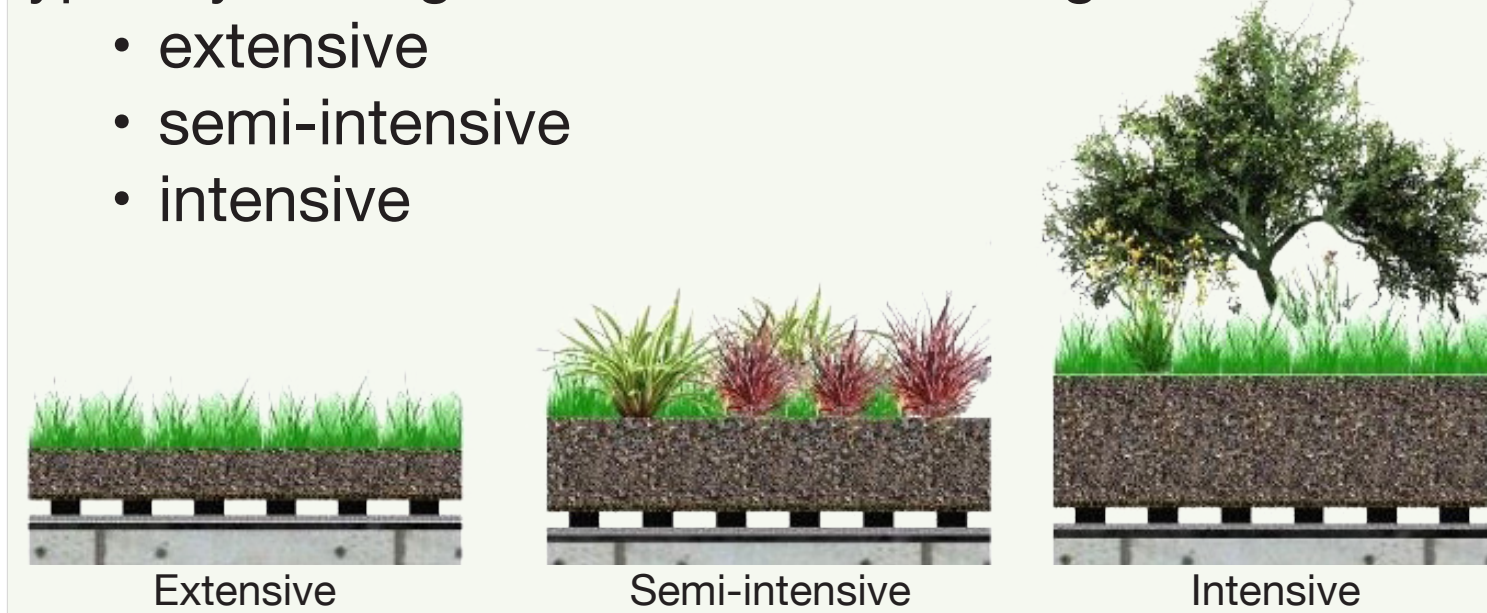 • extensive
• semi-intensive
• intensive
Extensive
Semi-intensive
Intensive